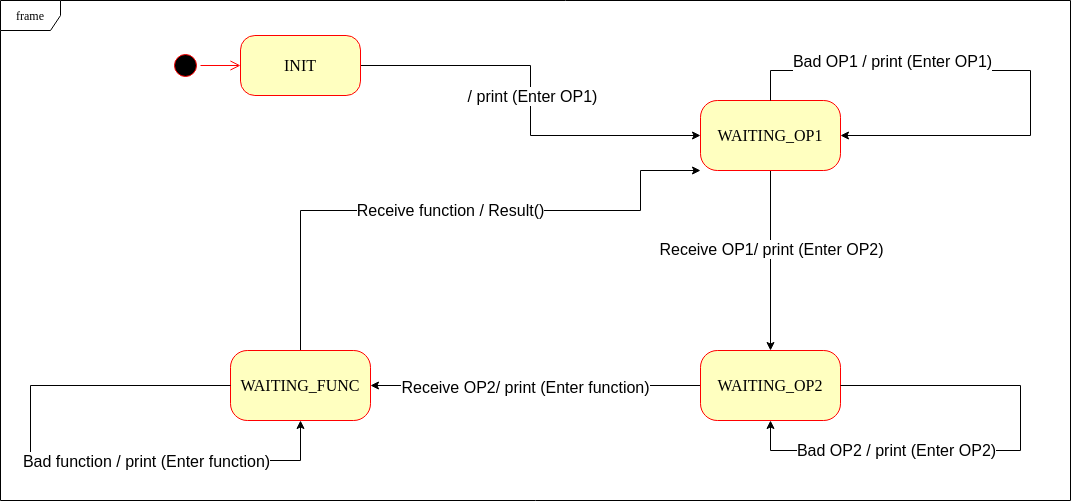 frame
INIT
/ print (Enter OP1)
Bad OP1 / print (Enter OP1)
WAITING_OP1
Receive function / Result()
Receive OP1/ print (Enter OP2)
WAITING_FUNC
Receive OP2/ print (Enter function)
WAITING_OP2
Bad function / print (Enter function)
Bad OP2 / print (Enter OP2)